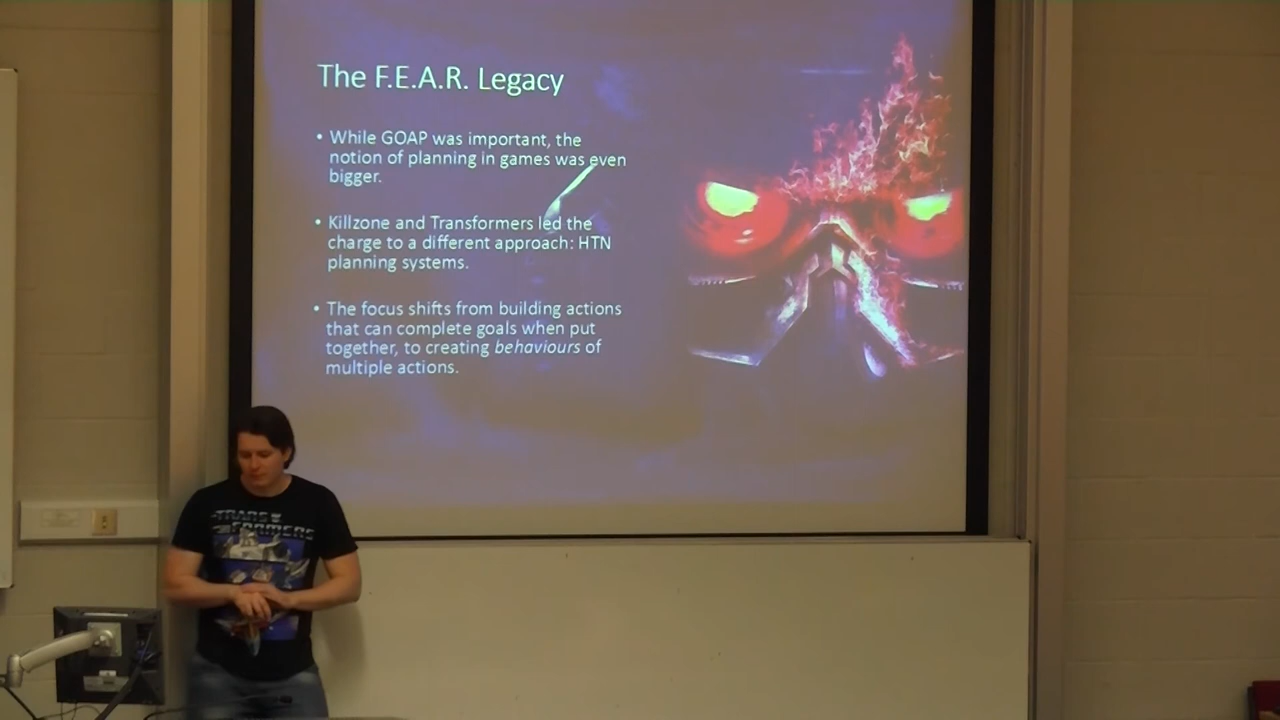 The F.E.A.R. Legacy
• While GOAP was important, the
notion of planning in games was even
bigger.
• Killzone and Transformers led the
charge to a different approach: HTN
planning systems.
• The focus shifts from building actions
that can complete goals when put
together, to creating behaviours of
multiple actions.
TRANS
FORMERS